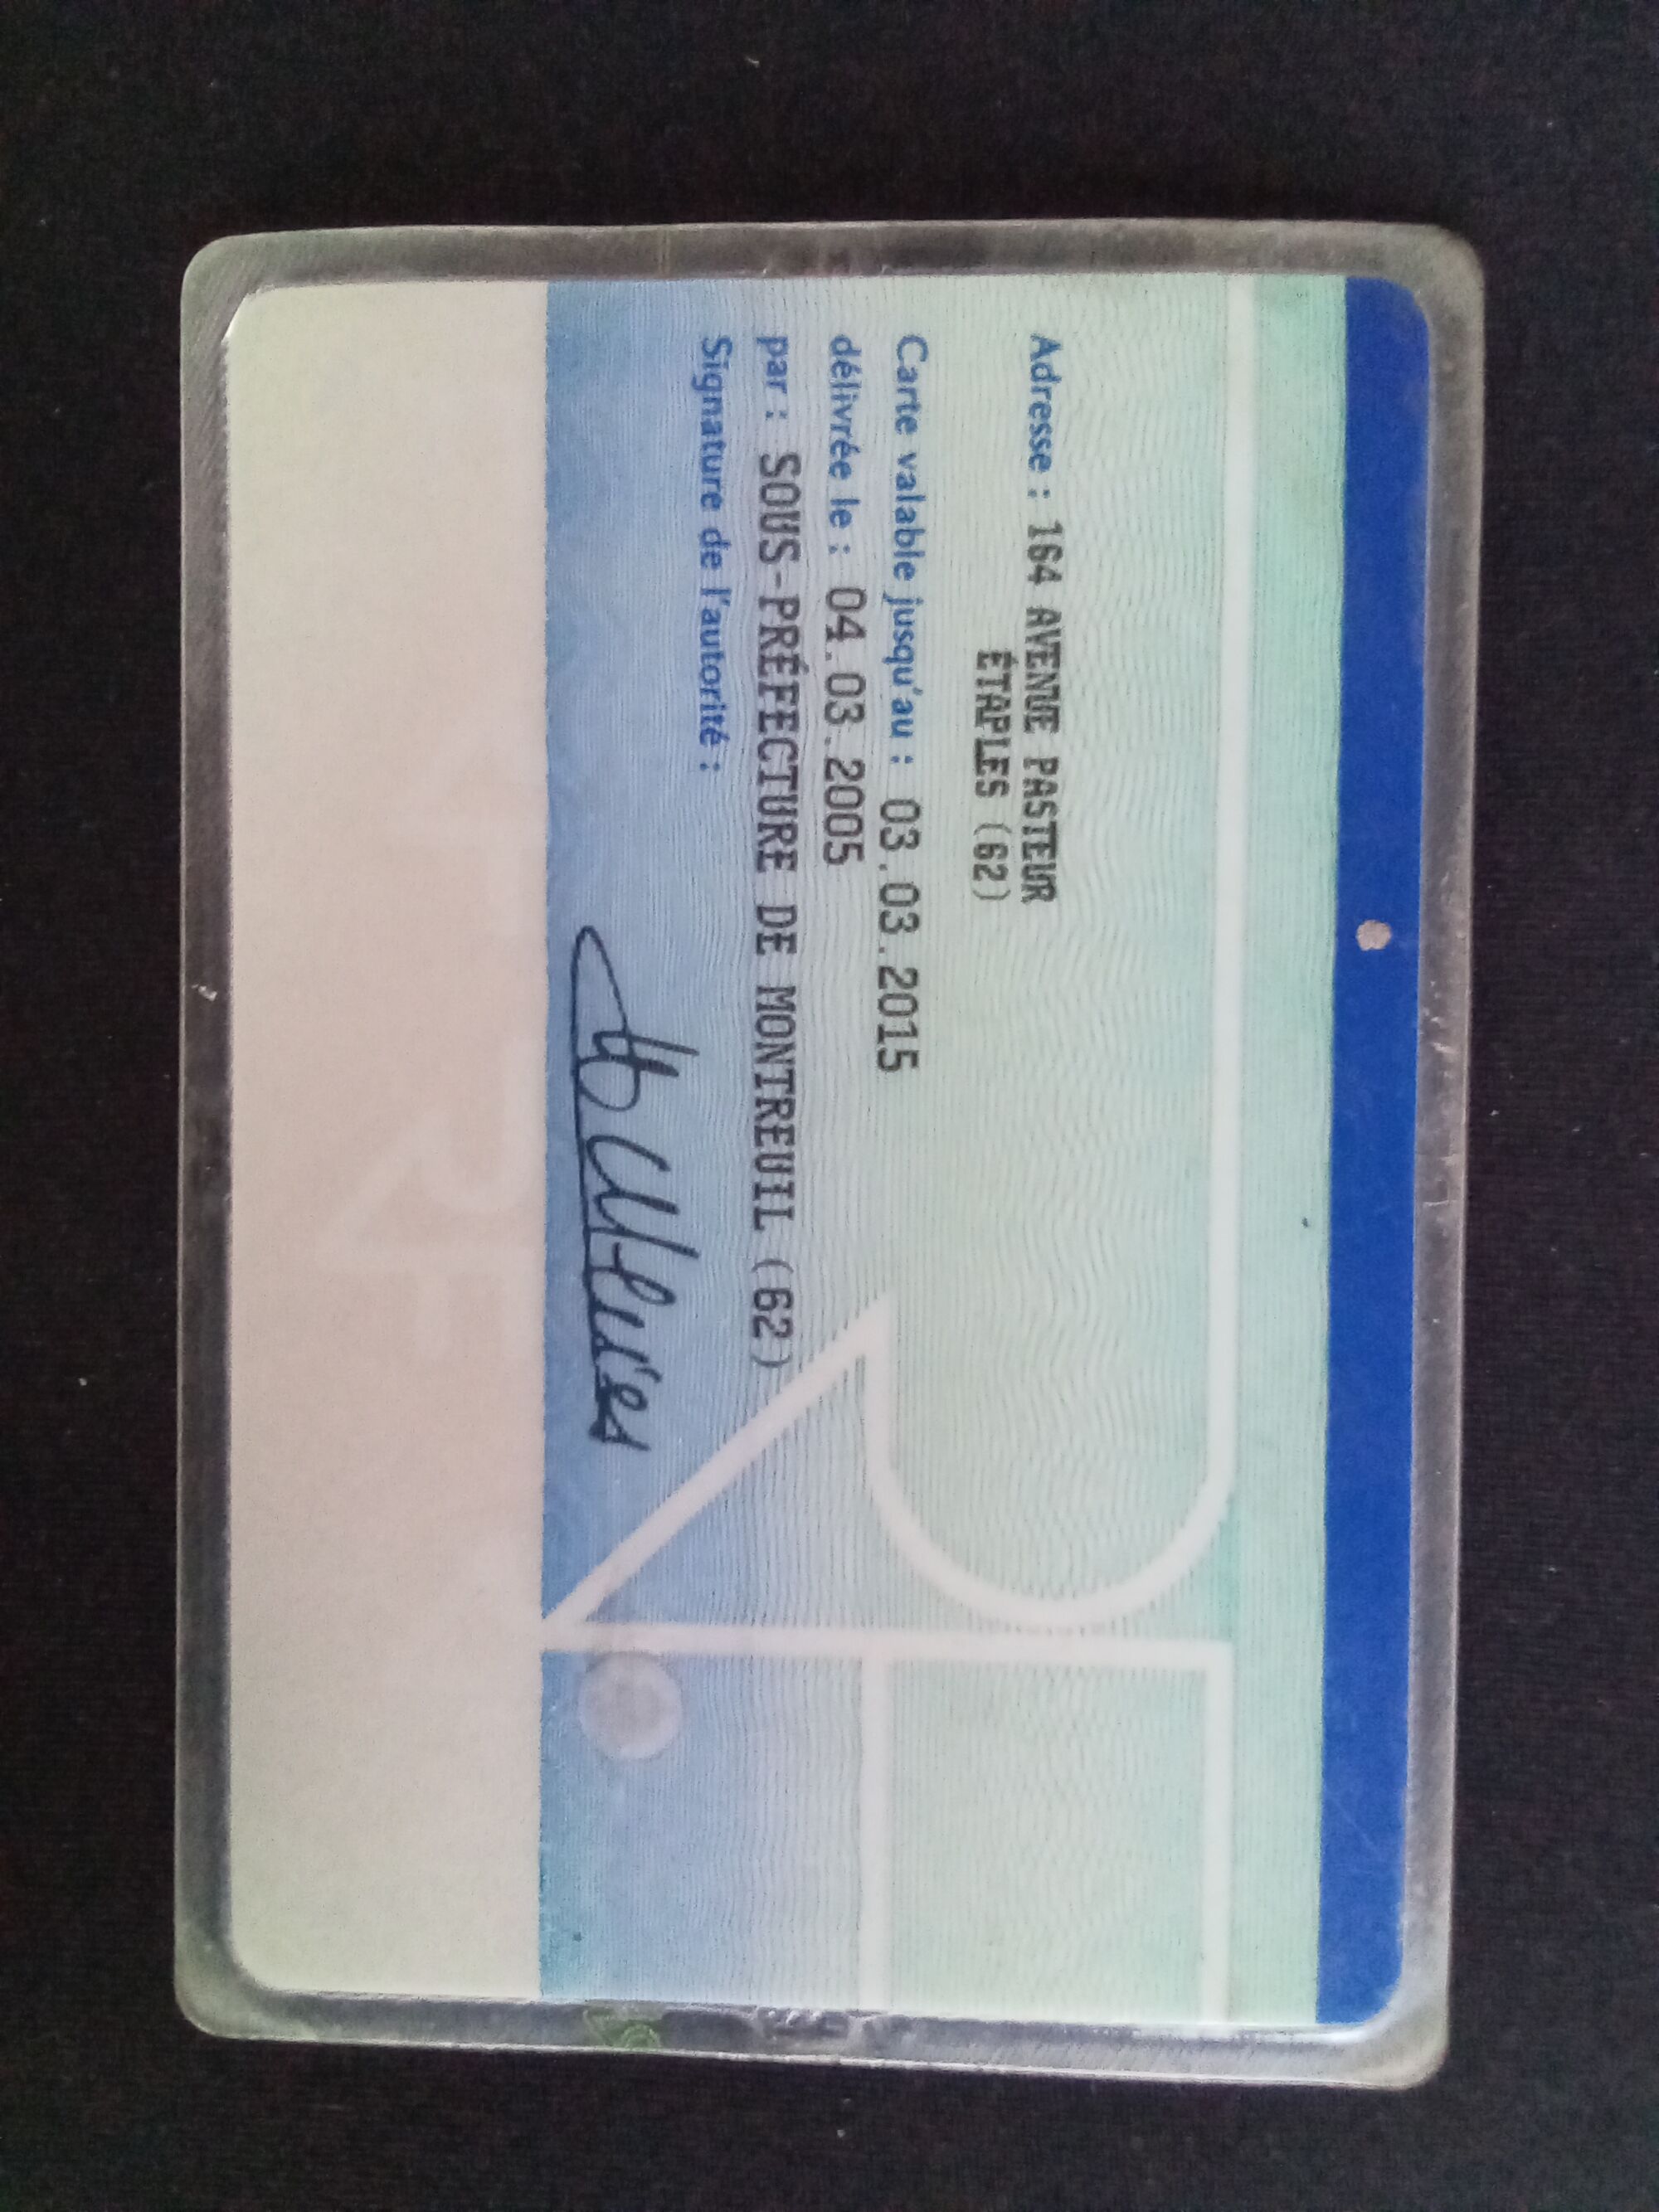 Adresse : 164 AVENUE PASTEUR
ÉTAPLES (62)
Carte valable jusqu'au : 03.03.2015
délivrée le : 04.03.2005
par : SOUS-PRÉFECTURE DE MONTREUIL (62)
Signature de l'autorité :
RF